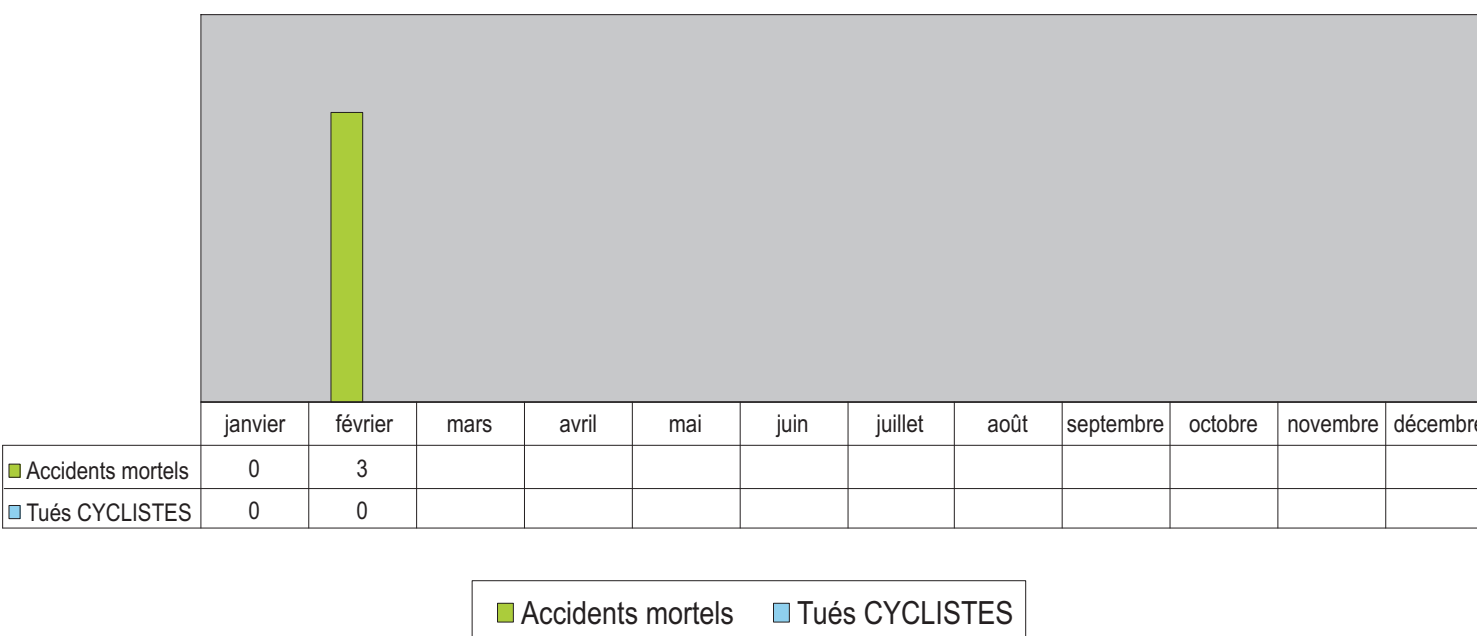 janvier février mars avril mai juin juillet août septembre octobre novembre décembre
Accidents mortels 0 3
Tués CYCLISTES 0 0
Accidents mortels Tués CYCLISTES